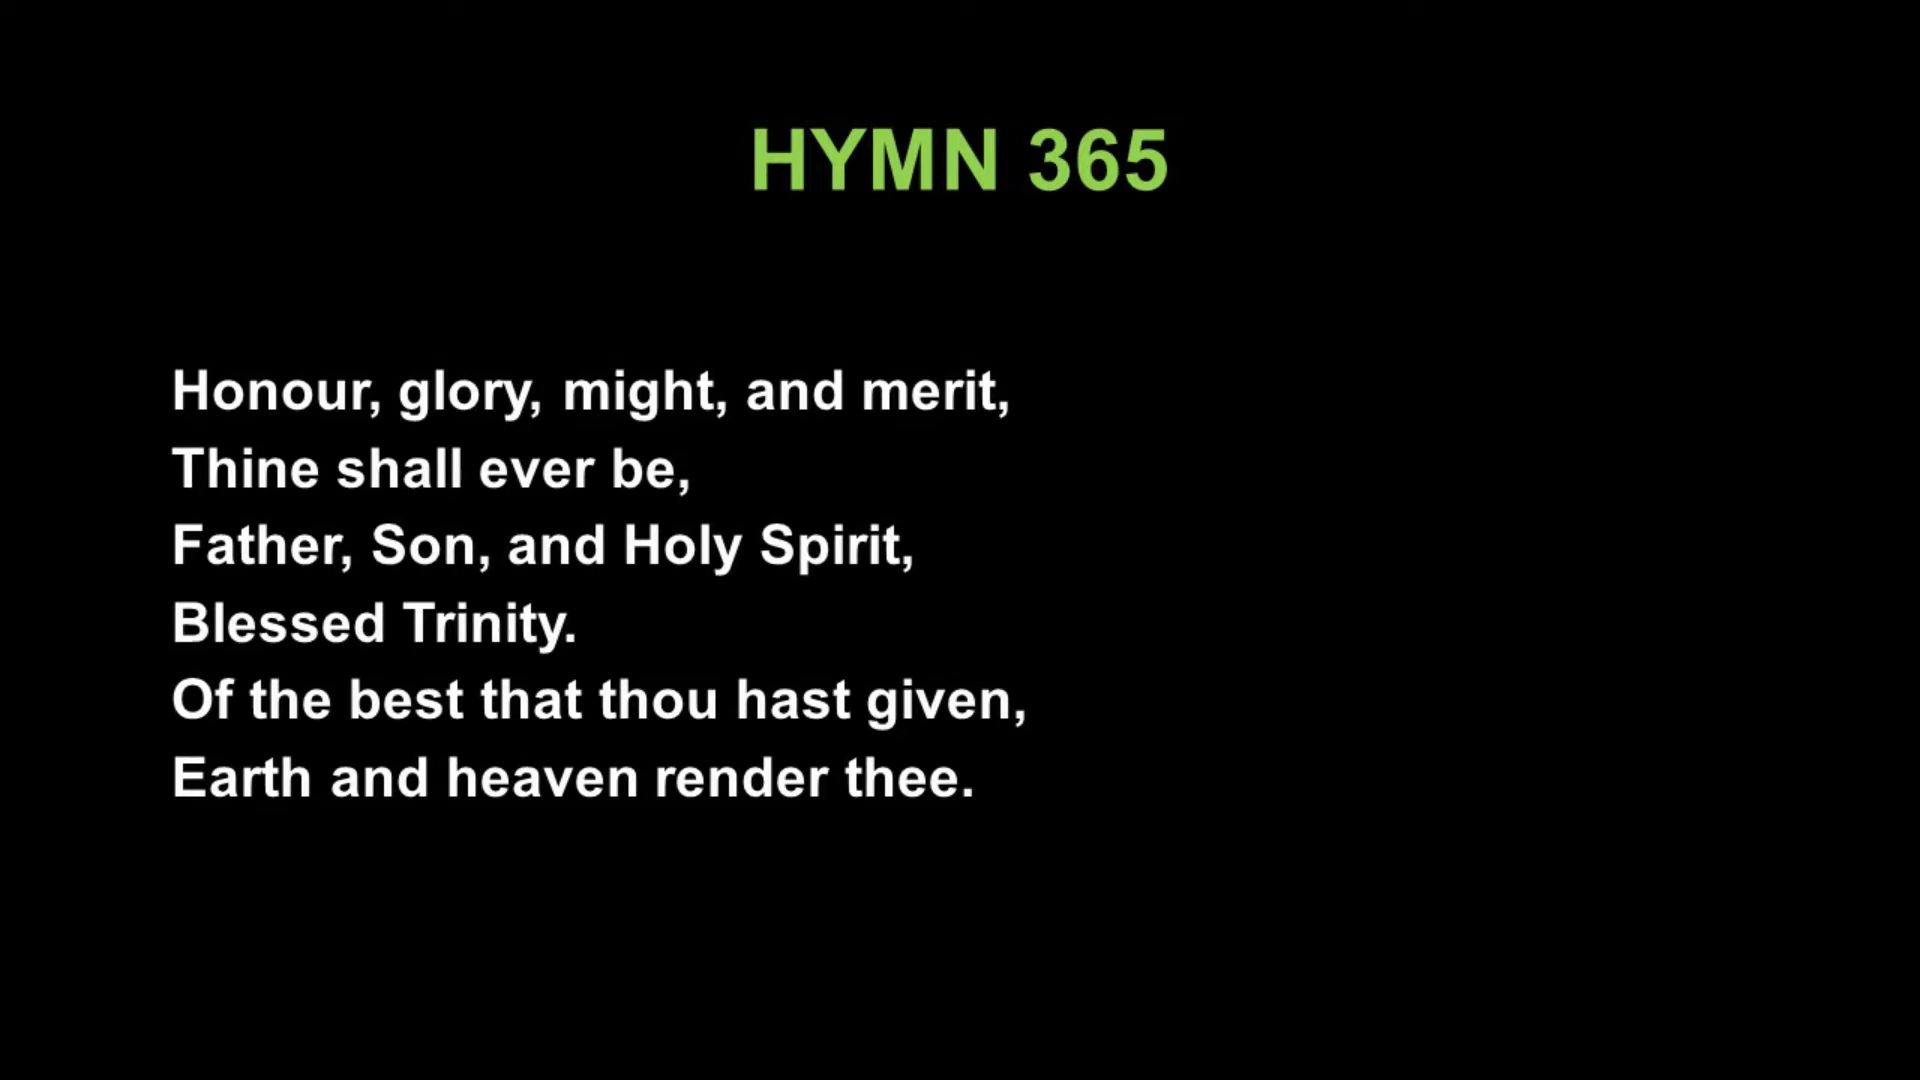 HYMN 365
Honour, glory, might, and merit,
Thine shall ever be,
Father, Son, and Holy Spirit,
Blessed Trinity.
Of the best that thou hast given,
Earth and heaven render thee.